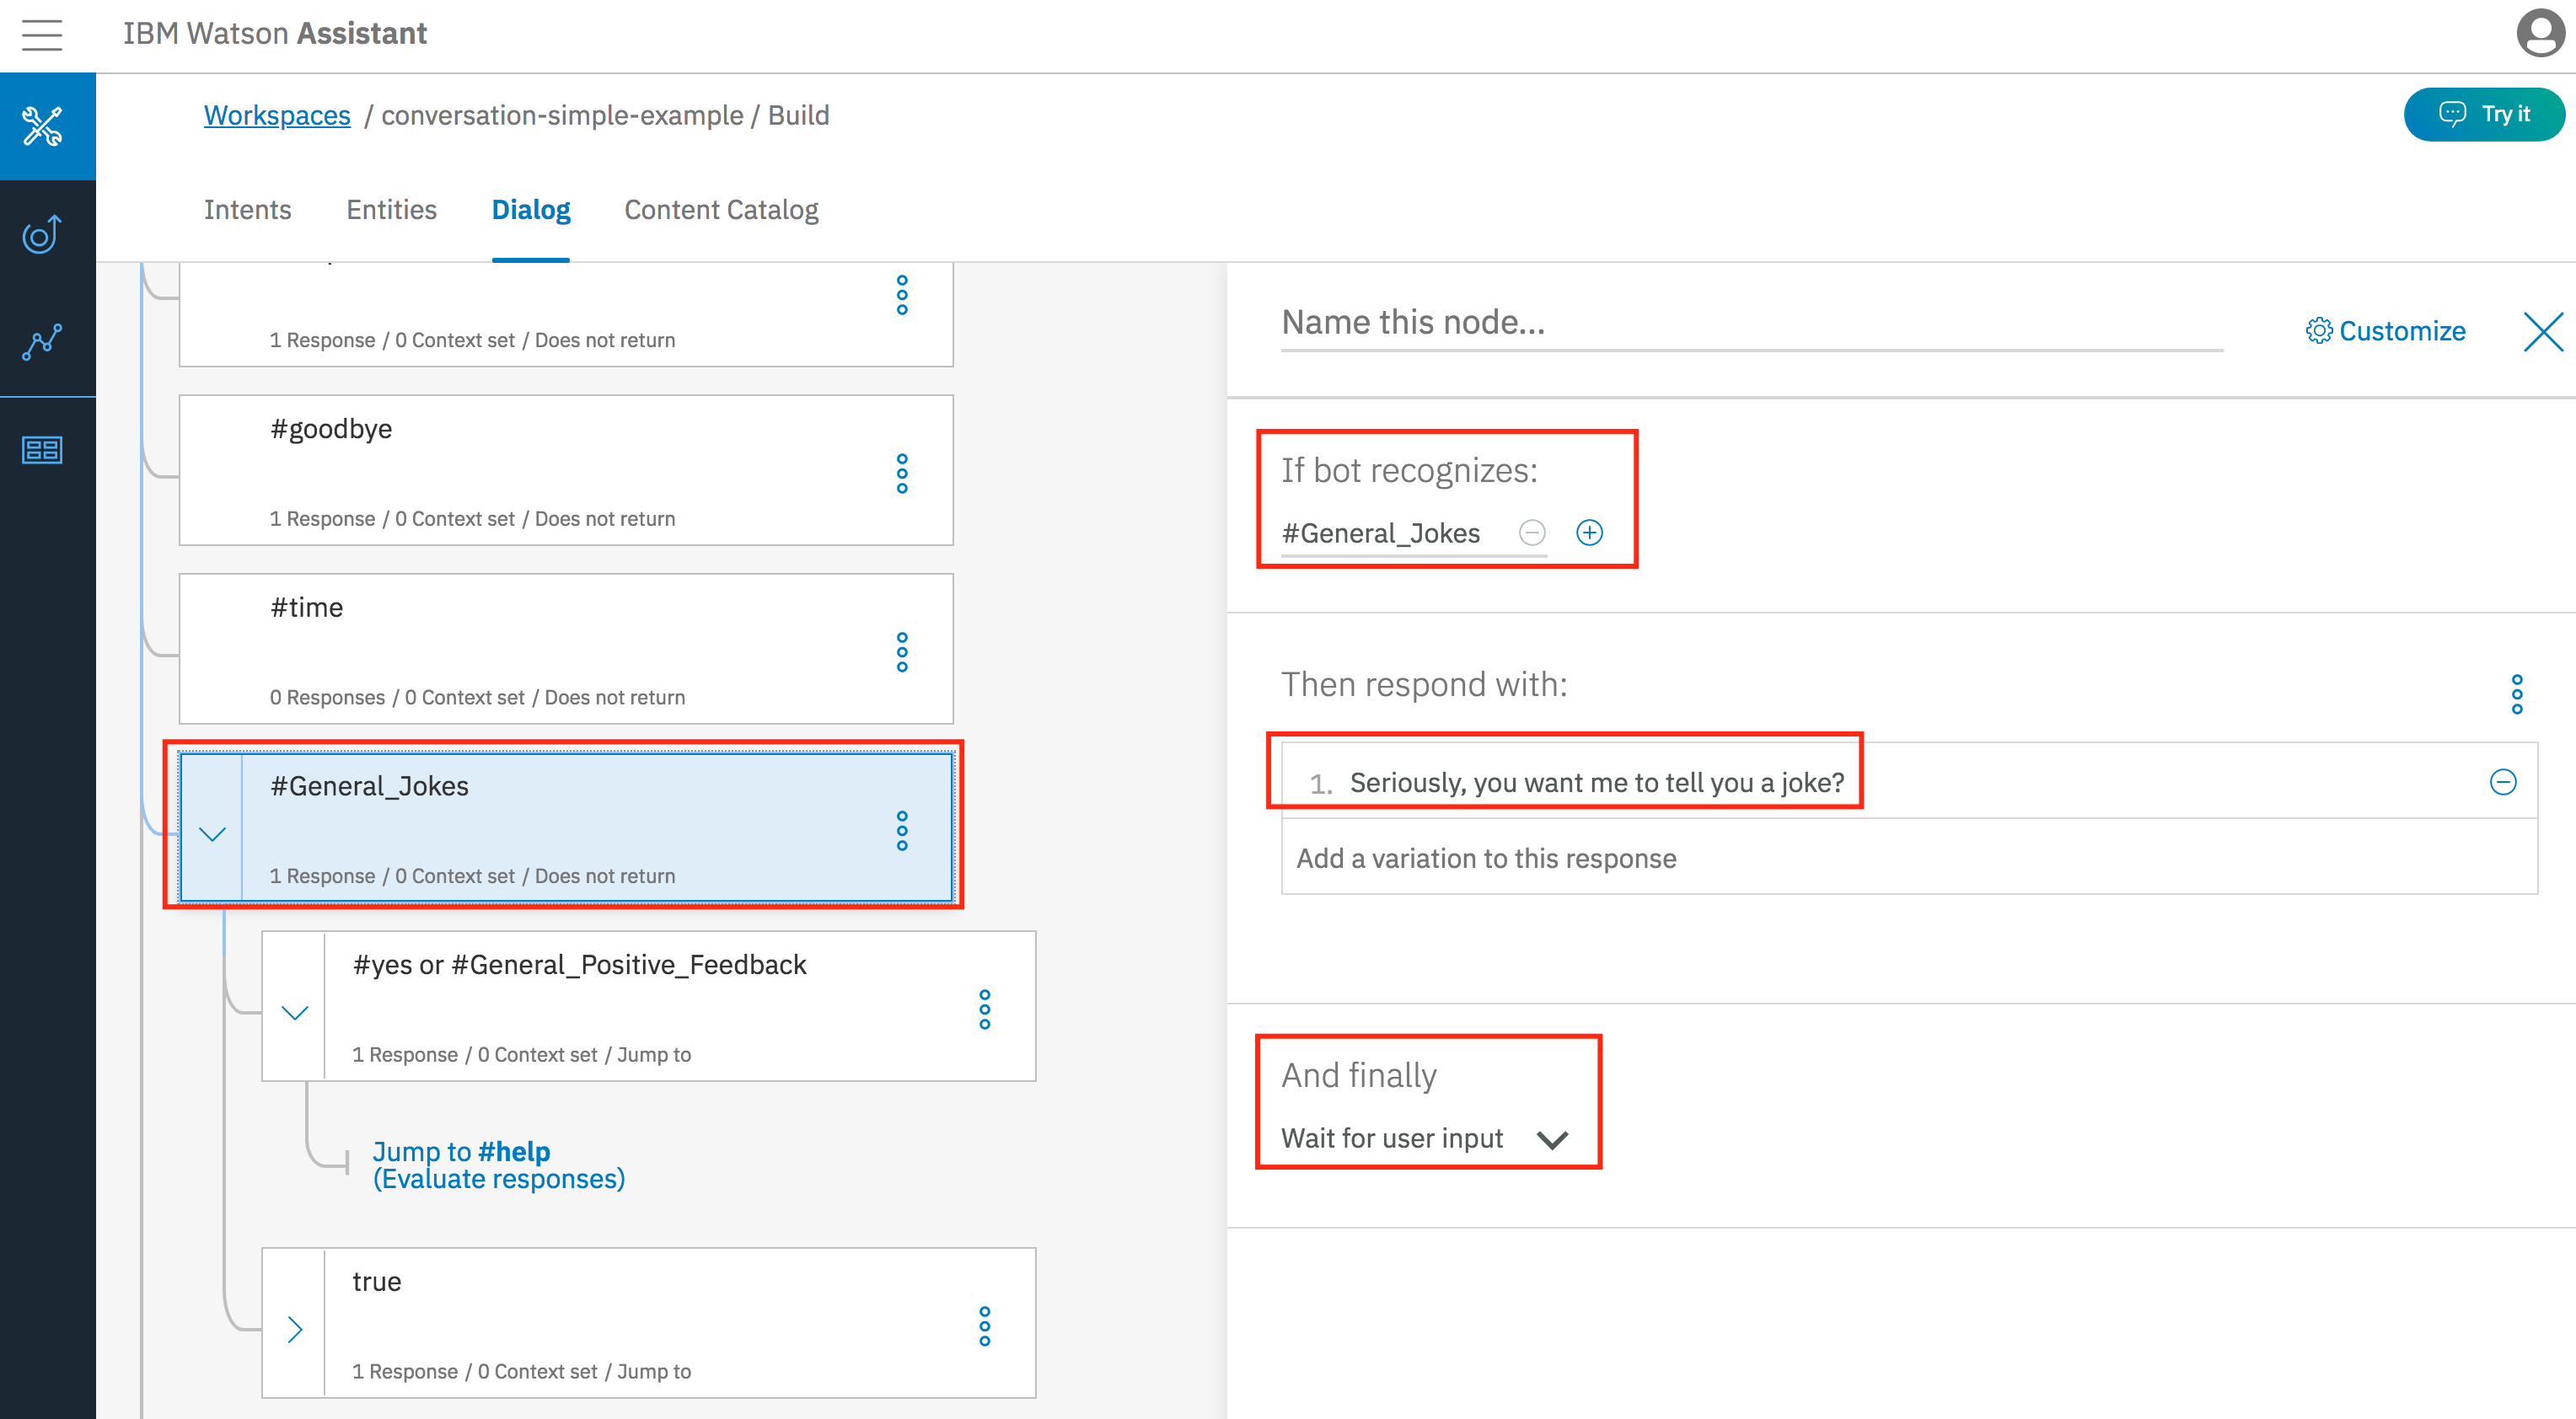 IBM Watson Assistant
Workspaces / conversation-simple-example / Build
Try it
Intents
Entities
Dialog
Content Catalog
1 Response / 0 Context set / Does not return
#goodbye
1 Response / 0 Context set / Does not return
#time
0 Responses / 0 Context set / Does not return
#General_Jokes
1 Response / 0 Context set / Does not return
#yes or #General_Positive_Feedback
1 Response / 0 Context set / Jump to
Jump to #help
(Evaluate responses)
true
1 Response / 0 Context set / Jump to
Name this node...
Customize
If bot recognizes:
#General_Jokes
Then respond with:
1. Seriously, you want me to tell you a joke?
Add a variation to this response
And finally
Wait for user input